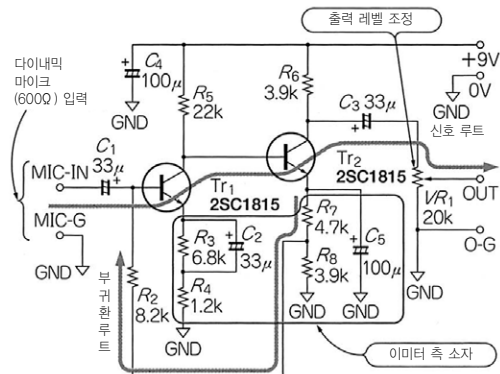 출력 레벨 조정
다이내믹
마이크
(600Ω) 입력
C4
100μ
GND
R5
22k
R6
3.9k
C3 33μ
+9V
0V
GND
신호 루트
C1
33μ
MIC-IN
MIC-G
GND
Tr1
2SC1815
Tr2
2SC1815
OUT
VR1
20k
O-G
GND
R3
6.8k
C2
33μ
R4
1.2k
GND
R7
4.7k
R8
3.9k
GND
C5
100μ
GND
부귀환루트
R2
8.2k
이미터 측 소자